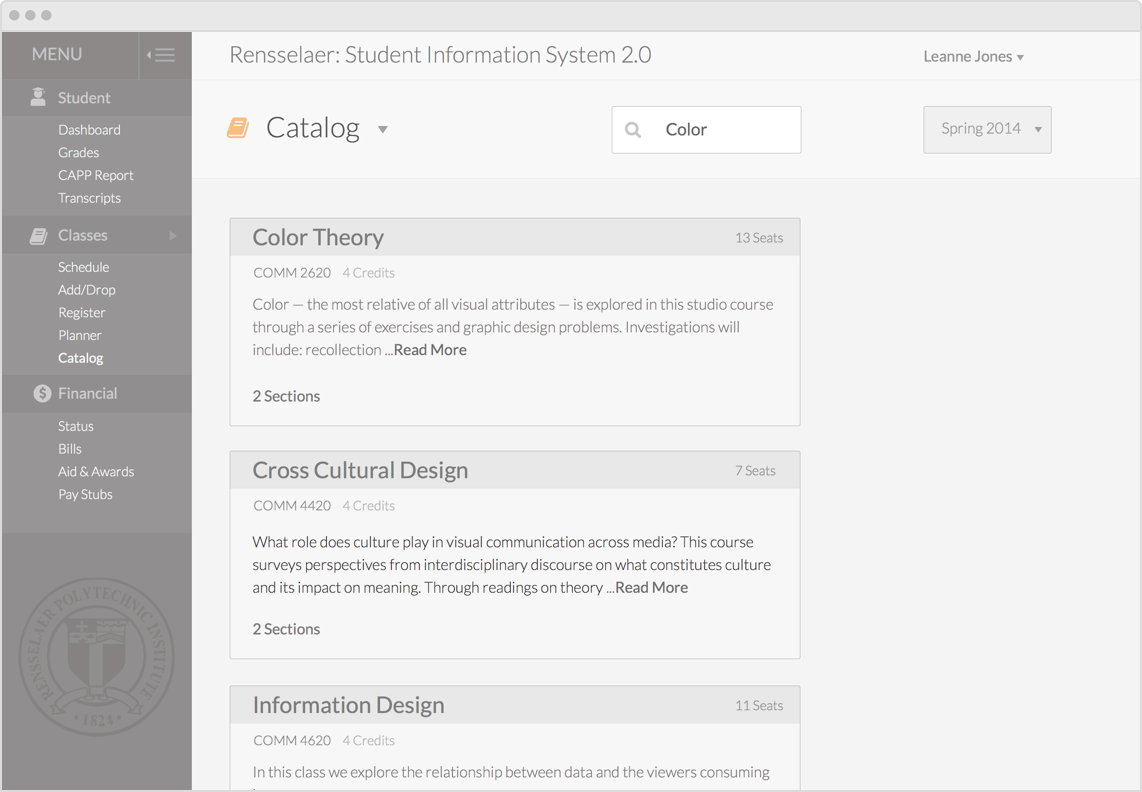 MENU
Rensselaer: Student Information System 2.0
Leanne Jones
Student
Dashboard
Grades
CAPP Report
Transcripts
Classes
Schedule
Add/Drop
Register
Planner
Catalog
Financial
Status
Bills
Aid & Awards
Pay Stubs
RENSSELAER POLYTECHNIC INSTITUTE
· 1824 ·
Catalog
Color
Spring 2014
Color Theory
13 Seats
COMM 2620 4 Credits
Color — the most relative of all visual attributes — is explored in this studio course
through a series of exercises and graphic design problems. Investigations will
include: recollection ...Read More
2 Sections
Cross Cultural Design
7 Seats
COMM 4420 4 Credits
What role does culture play in visual communication across media? This course
surveys perspectives from interdisciplinary discourse on what constitutes culture
and its impact on meaning. Through readings on theory ...Read More
2 Sections
Information Design
11 Seats
COMM 4620 4 Credits
In this class we explore the relationship between data and the viewers consuming